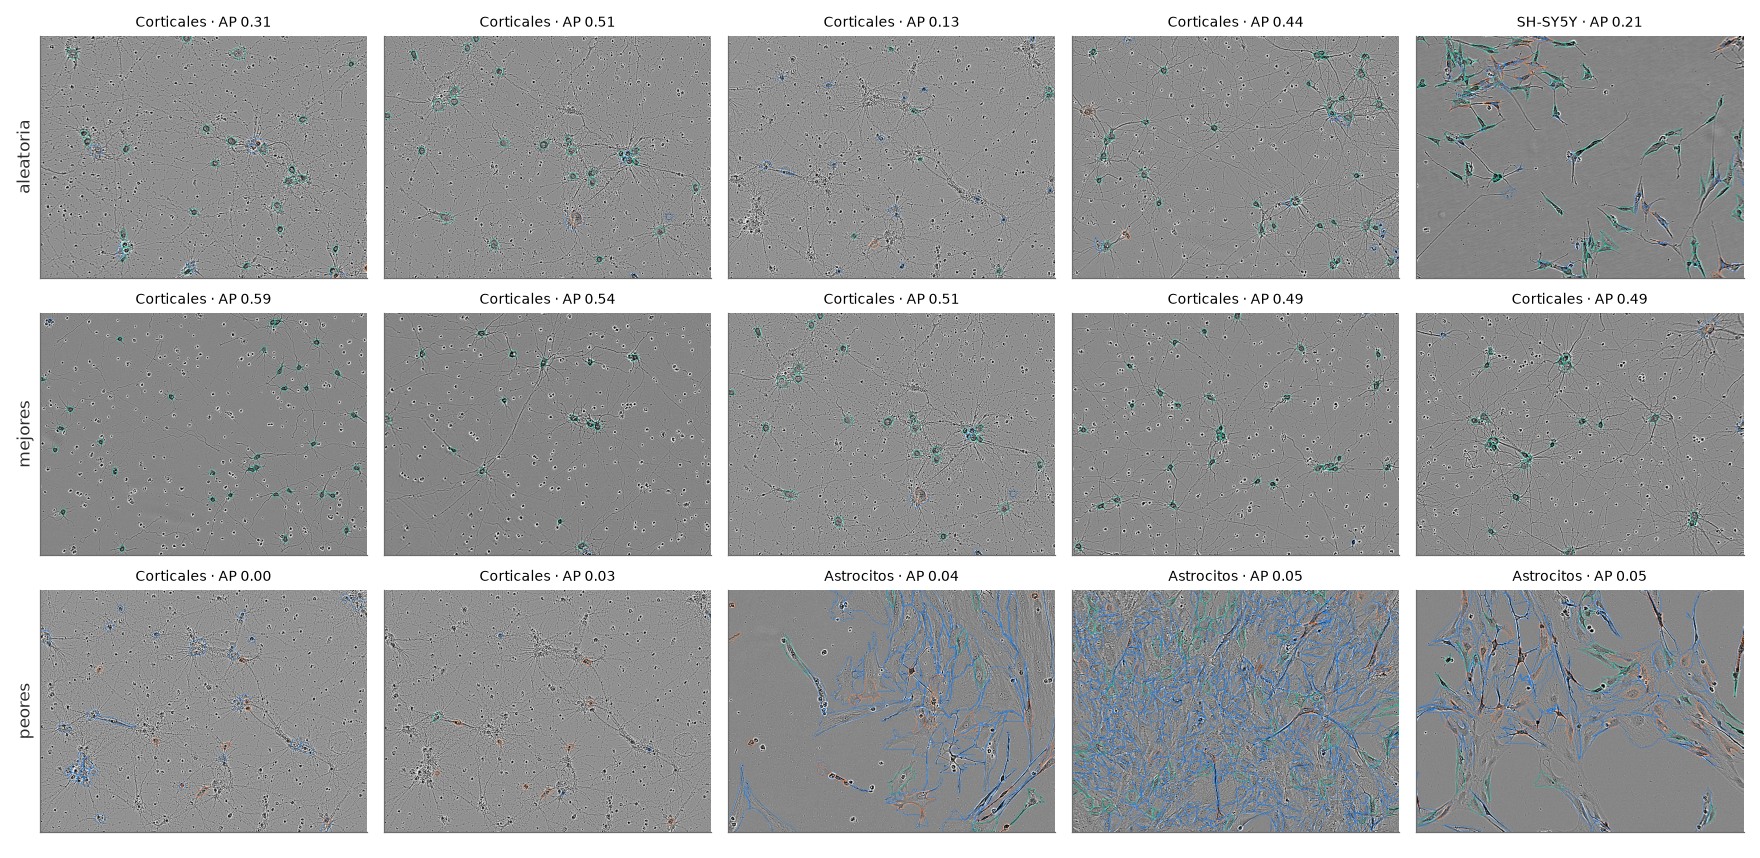 Corticales · AP 0.31
Corticales · AP 0.51
Corticales · AP 0.13
Corticales · AP 0.44
SH-SY5Y · AP 0.21
aleatoria
Corticales · AP 0.59
Corticales · AP 0.54
Corticales · AP 0.51
Corticales · AP 0.49
Corticales · AP 0.49
mejores
Corticales · AP 0.00
Corticales · AP 0.03
Astrocitos · AP 0.04
Astrocitos · AP 0.05
Astrocitos · AP 0.05
peores